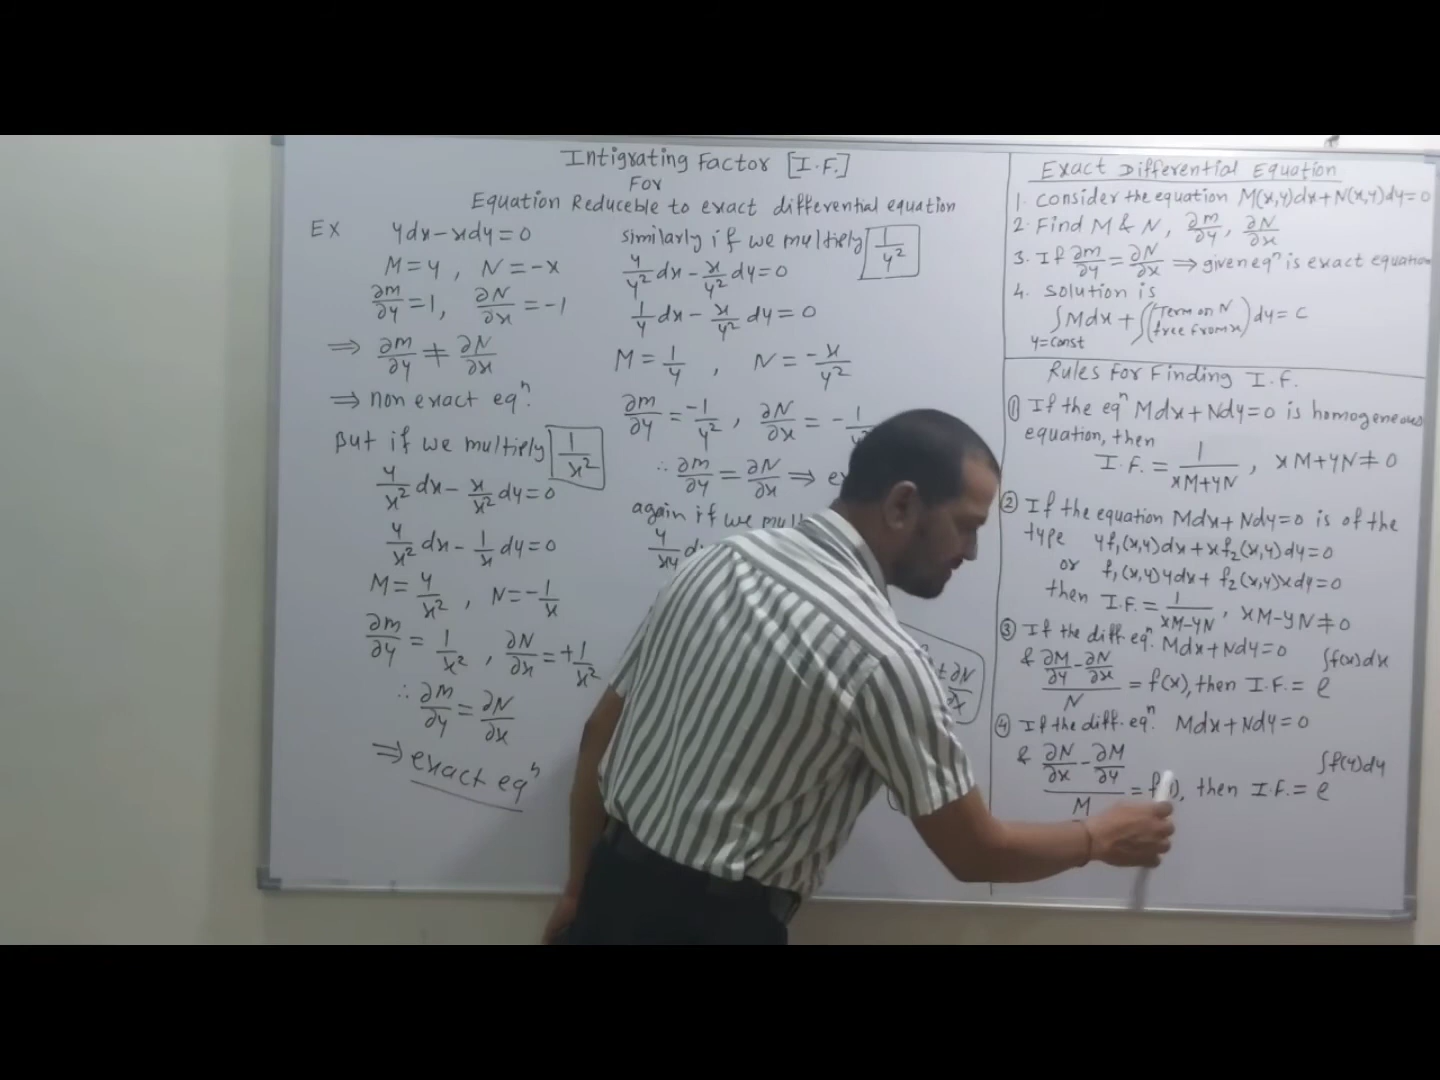 Intigrating Factor [I.F.]
For
Equation Reduceble to exact differential equation
EX ydx-xdy=0
M=y, N=-x
∂m/∂y=1, ∂N/∂x=-1
⇒ ∂m/∂y≠∂N/∂x
⇒ non exact eqⁿ.
But if we multiply 1/x²
y/x² dx - x/x² dy=0
y/x² dx - 1/x dy=0
M=y/x², N=-1/x
∂m/∂y=1/x², ∂N/∂x=+1/x²
∴ ∂m/∂y=∂N/∂x
⇒ exact eqⁿ
similarly if we multiply 1/y²
y/y² dx - x/y² dy=0
1/y dx - x/y² dy=0
M=1/y, N=-x/y²
∂m/∂y=-1/y², ∂N/∂x=-1/y²
∴ ∂m/∂y=∂N/∂x ⇒
again if we
y/xy
∂N/∂x
Exact Differential Equation
1. consider the equation M(x,y)dx+N(x,y)dy=0
2. Find M & N, ∂m/∂y, ∂N/∂x
3. If ∂m/∂y=∂N/∂x ⇒ given eqⁿ is exact equation
4. solution is
∫Mdx+∫(Term on N free from x)dy=c
y=const
Rules for Finding I.F.
① If the eqⁿ Mdx+Ndy=0 is homogeneous
equation, then
I.F.=1/(xM+yN), xM+yN≠0
② If the equation Mdx+Ndy=0 is of the
type yf₁(x,y)dx+xf₂(x,y)dy=0
or f₁(x,y)ydx+f₂(x,y)xdy=0
then I.F.=1/(xM-yN), xM-yN≠0
③ If the diff.eqⁿ. Mdx+Ndy=0
& (∂M/∂y-∂N/∂x)/N=f(x), then I.F.=e^∫f(x)dx
④ If the diff.eqⁿ. Mdx+Ndy=0
& (∂N/∂x-∂M/∂y)/M=f(), then I.F.=e^∫f(y)dy